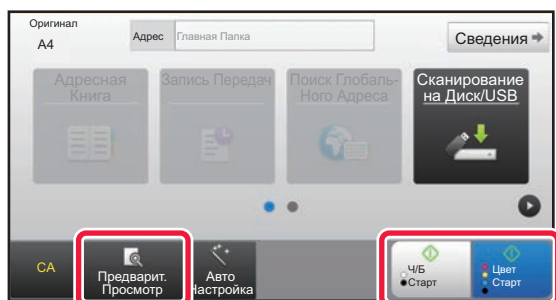 Оригинал
A4
Адрес
Главная Папка
Сведения
Адресная
Книга
Запись Передач
Поиск Глобаль-
Ного Адреса
Сканирование
на Диск/USB
CA
Предварит.
Просмотр
Авто
Настройка
Ч/Б
Старт
Цвет
Старт